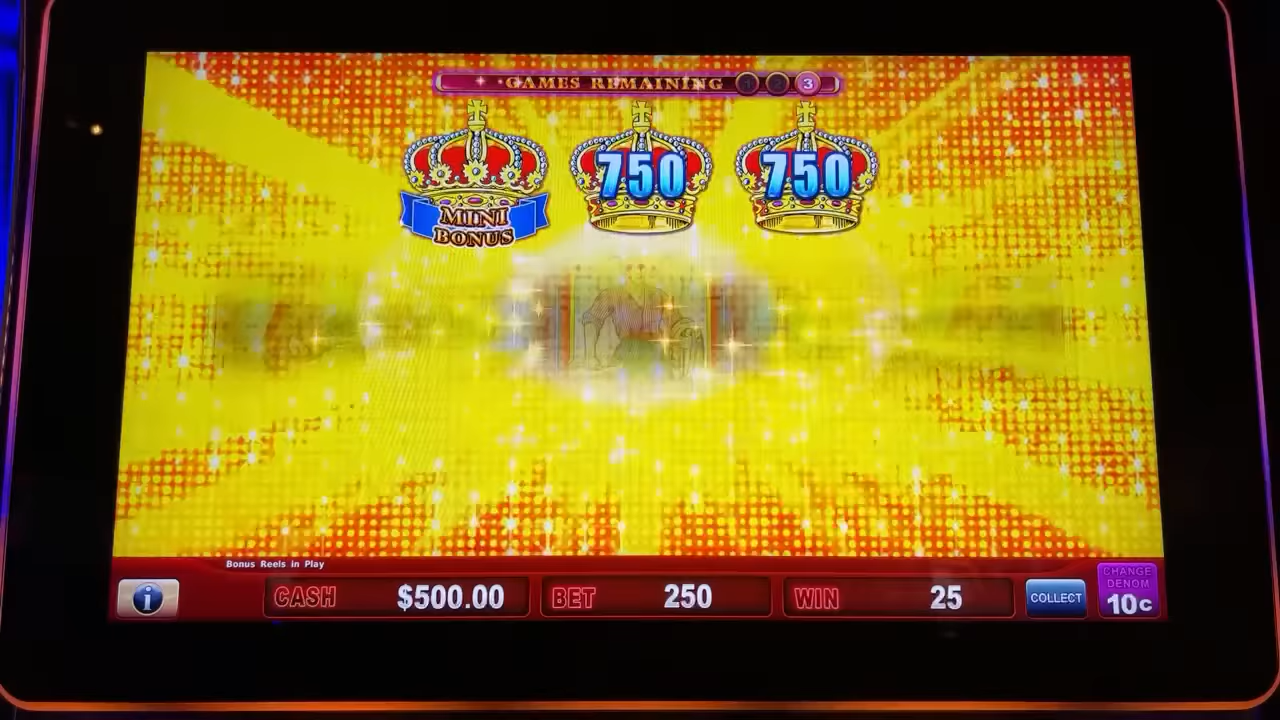 GAMES REMAINING 1 2 3
MINI
BONUS
750
750
Bonus Reels in Play
i
CASH $500.00
BET 250
WIN 25
COLLECT
CHANGE
DENOM
10¢